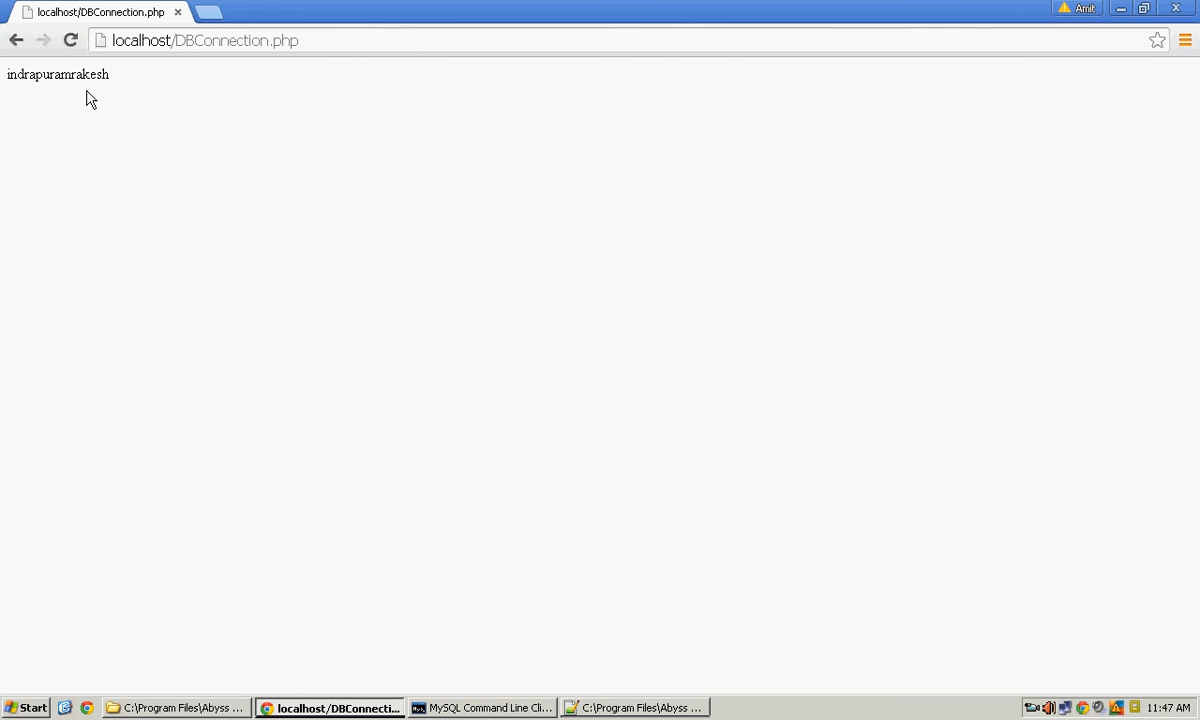 localhost/DBConnection.php
Amit
localhost/DBConnection.php
indrapuramrakesh
Start
C:\Program Files\Abyss ...
localhost/DBConnecti...
MySQL Command Line Cli...
C:\Program Files\Abyss ...
11:47 AM